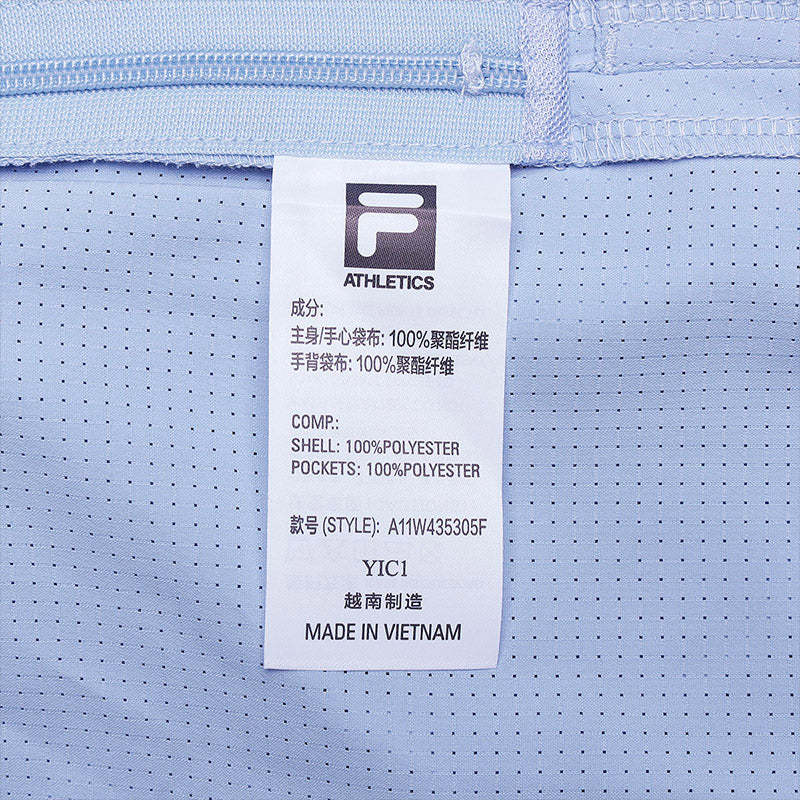 F
ATHLETICS
成分:
主身/手心袋布: 100%聚酯纤维
手背袋布: 100%聚酯纤维
COMP.:
SHELL: 100%POLYESTER
POCKETS: 100%POLYESTER
款号(STYLE): A11W435305F
YIC1
越南制造
MADE IN VIETNAM